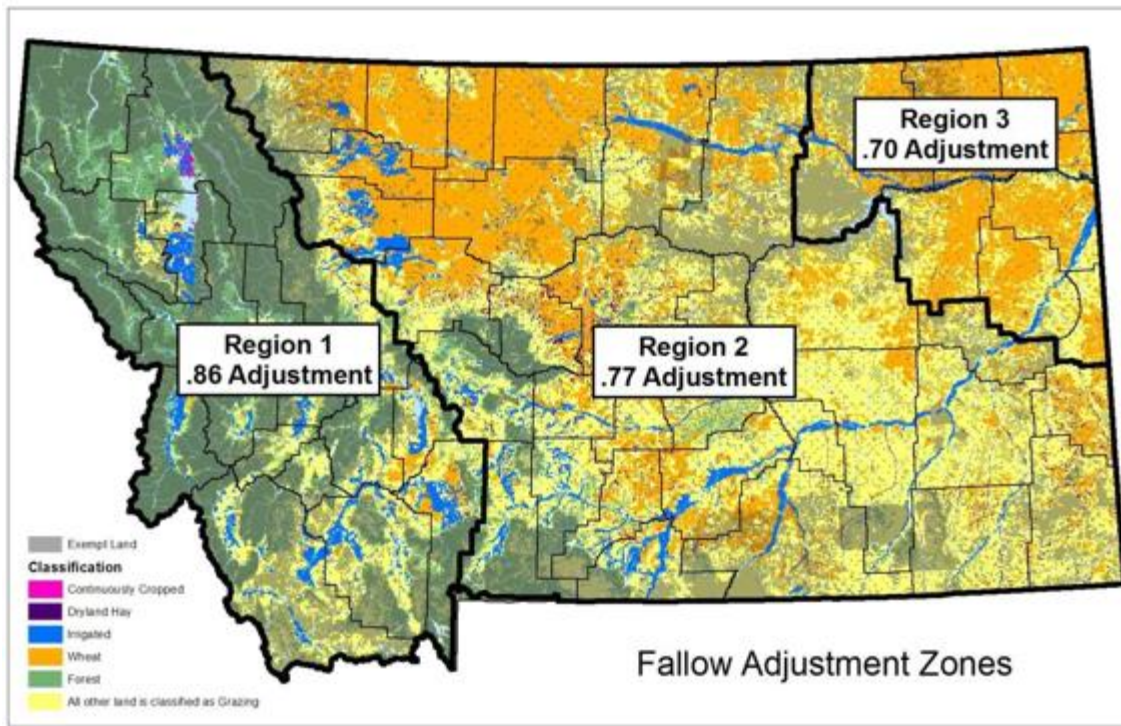 Region 3
.70 Adjustment
Region 1
.86 Adjustment
Region 2
.77 Adjustment
Exempt Land
Classification
Continuously Cropped
Dryland Hay
Irrigated
Wheat
Forest
All other land is classified as Grazing
Fallow Adjustment Zones